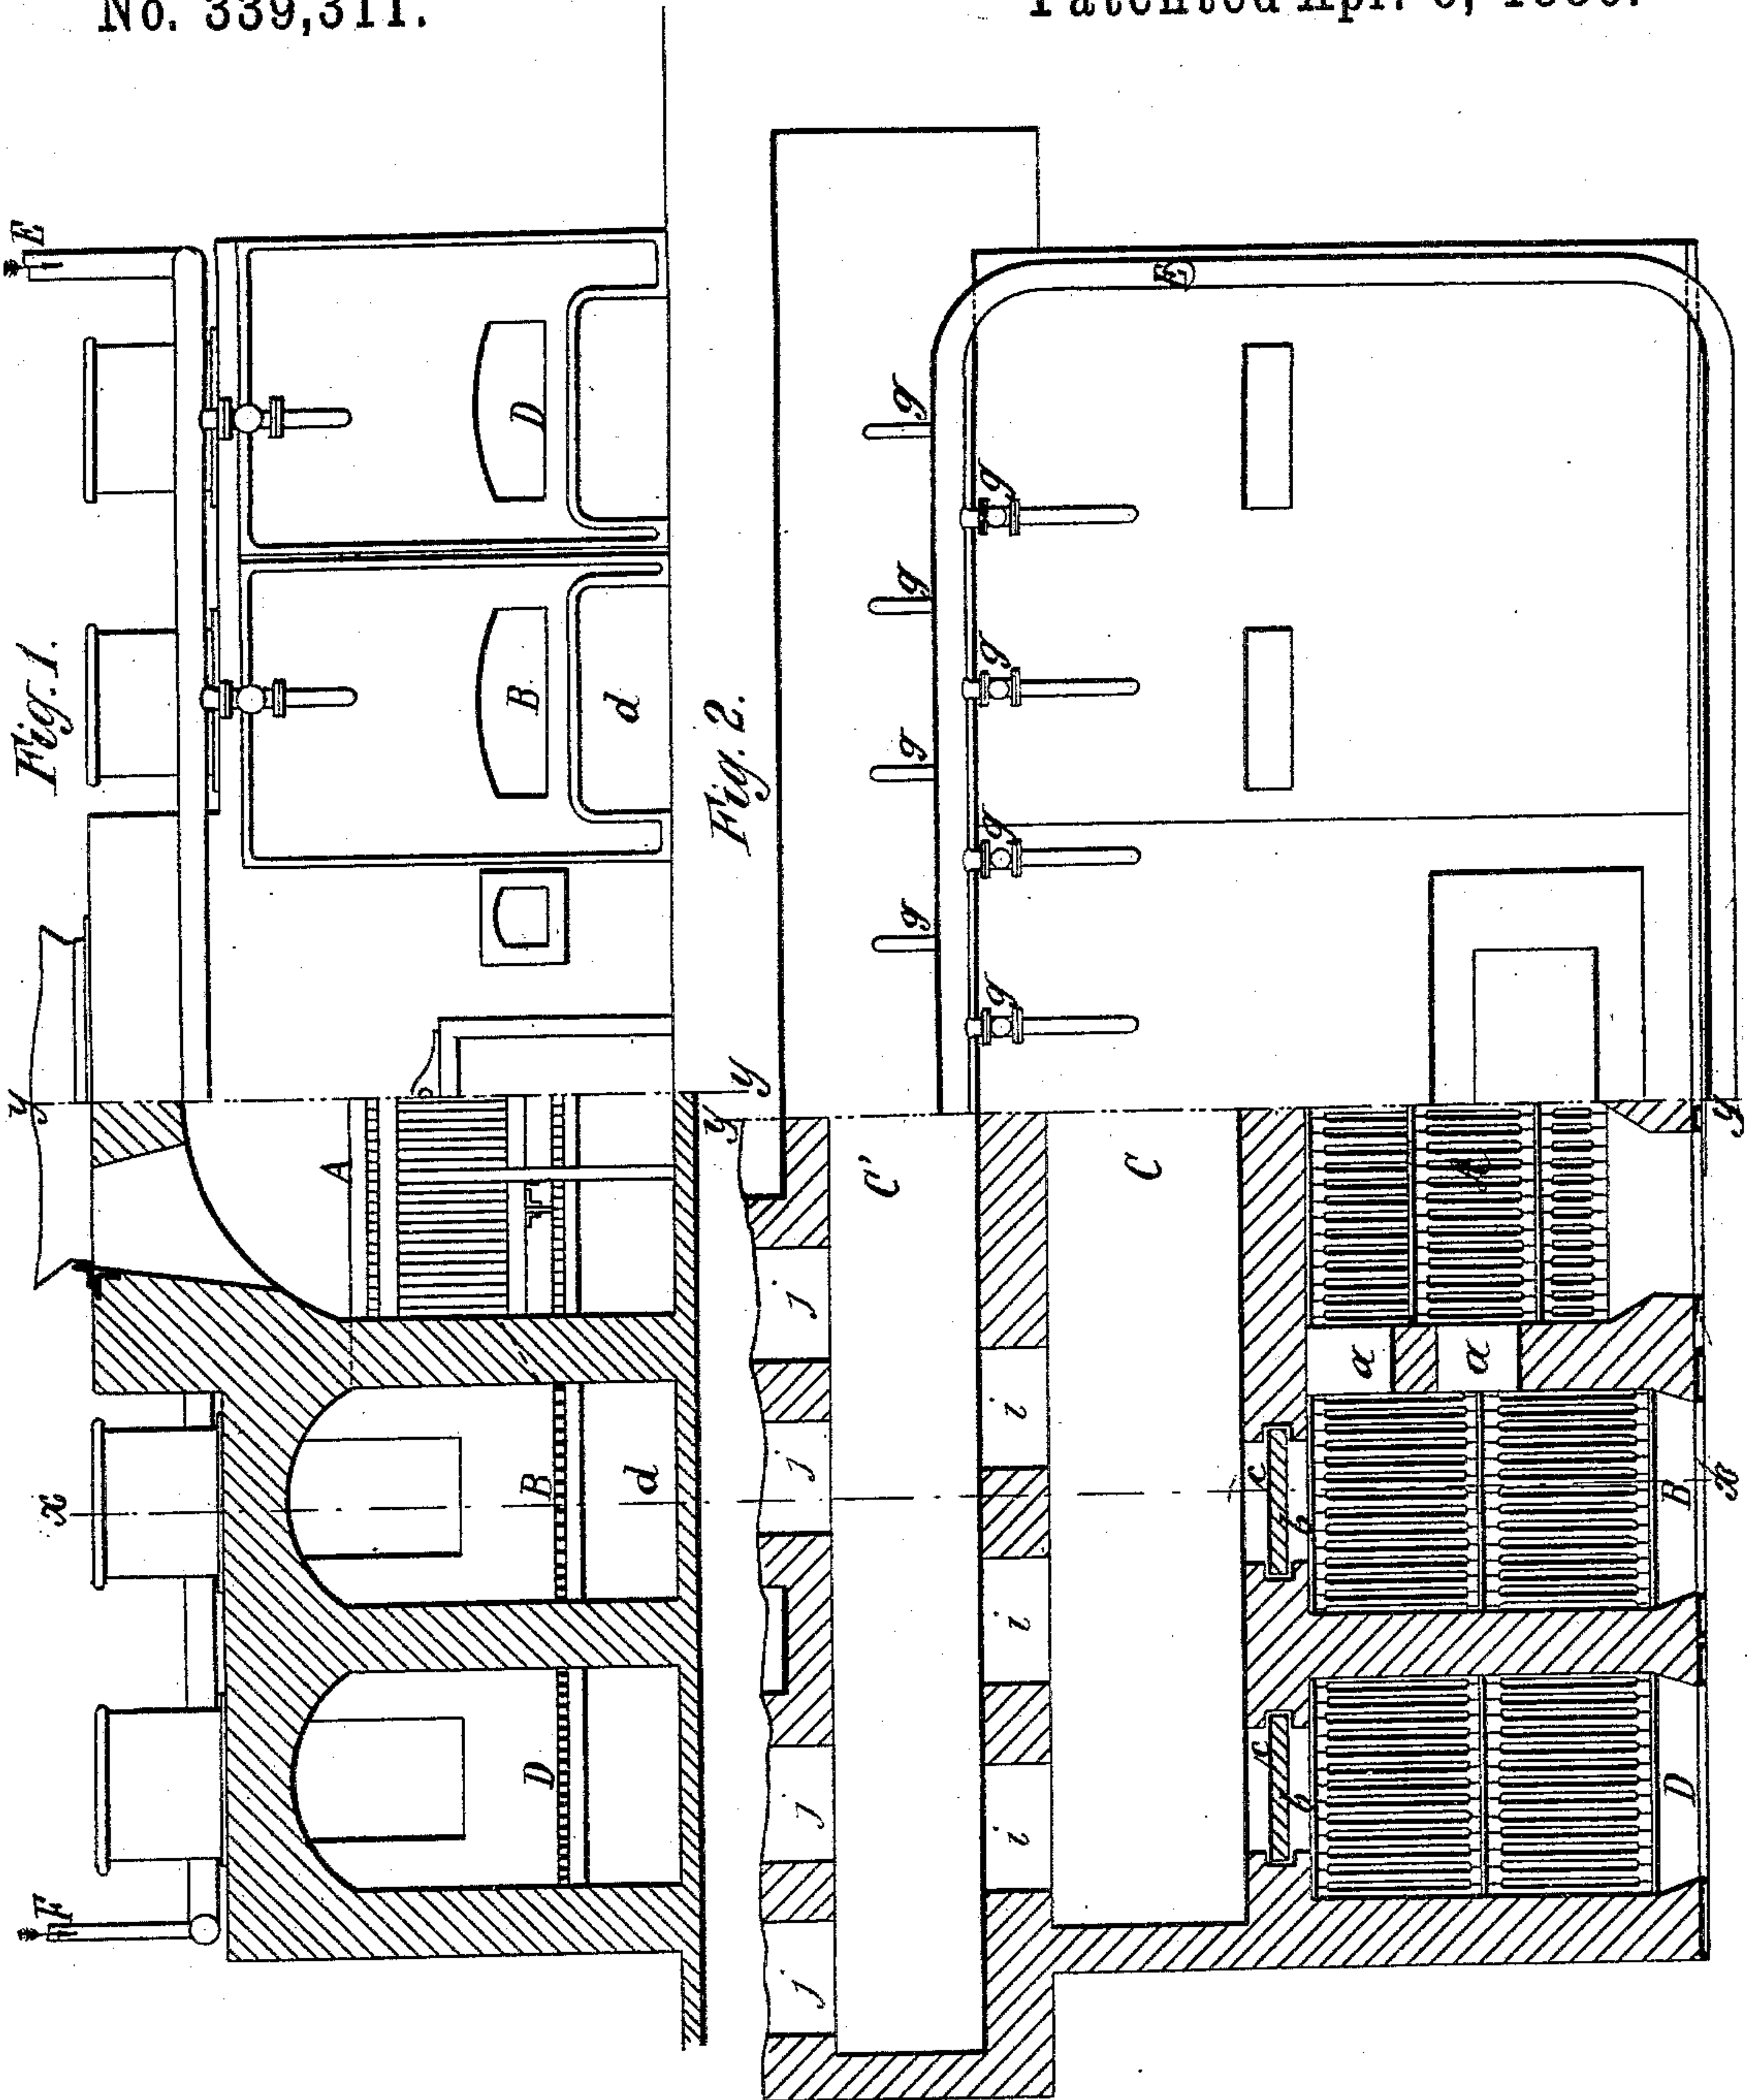 No. 339,311.
Patented Apr. 6, 1886.
Fig. 1.
E
D
B
d
y
A
y
x
B
d
D
F
Fig. 2.
E
g
g
g
g
g
g
g
g
y
C'
C
A
y
j
j
j
j
i
i
i
a
a
c
b
c
b
B
x
D